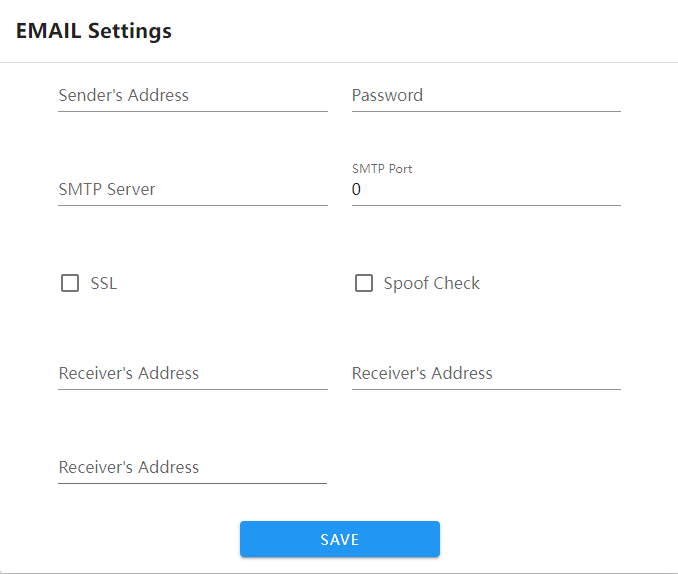 EMAIL Settings
Sender's Address
Password
SMTP Server
SMTP Port
0
SSL
Spoof Check
Receiver's Address
Receiver's Address
Receiver's Address
SAVE